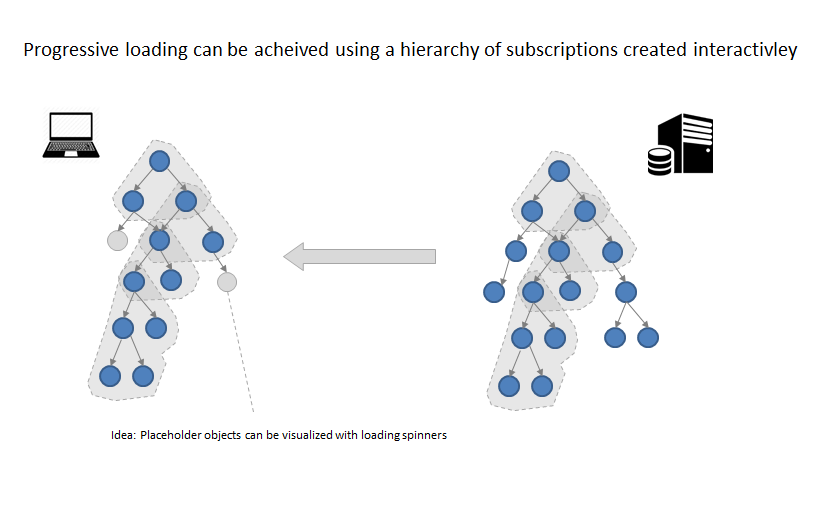 Progressive loading can be acheived using a hierarchy of subscriptions created interactivley
Idea: Placeholder objects can be visualized with loading spinners